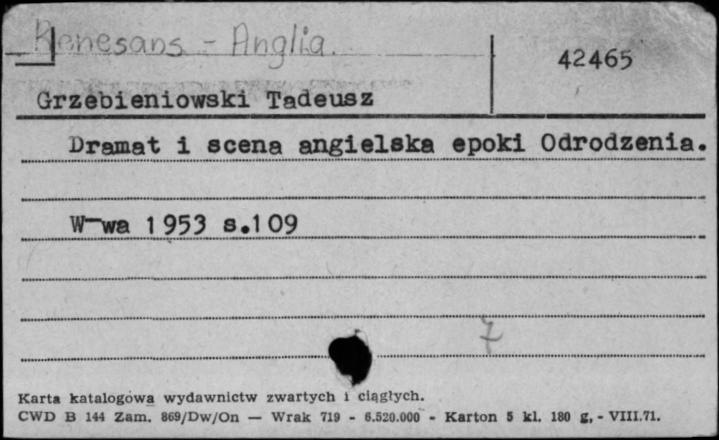 Renesans - Anglia.
42465
Grzebieniowski Tadeusz
Dramat i scena angielska epoki Odrodzenia.
W-wa 1953 s.109
7
Karta katalogowa wydawnictw zwartych i ciągłych.
CWD B 144 Zam. 869/Dw/On — Wrak 719 - 6.520.000 - Karton 5 kl. 180 g. - VIII.71.